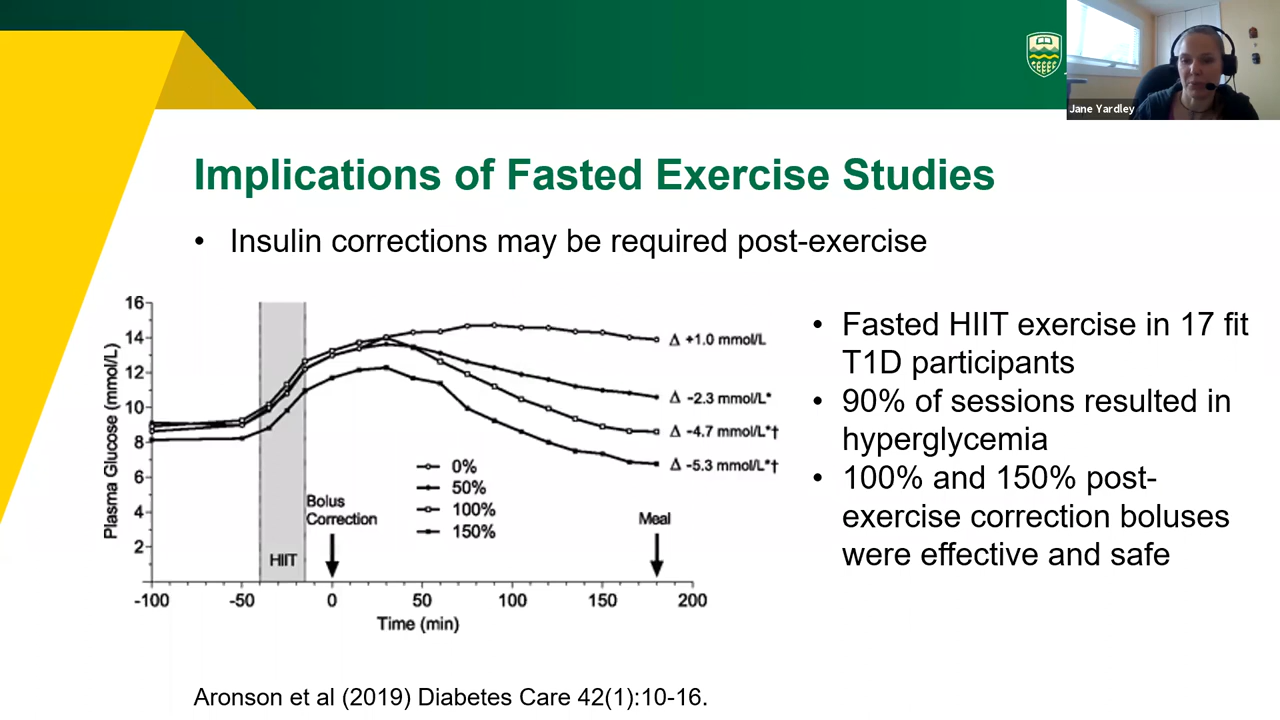 Jane Yardley
Implications of Fasted Exercise Studies
• Insulin corrections may be required post-exercise
16
14
12
10
8
6
4
2
Plasma Glucose (mmol/L)
Δ +1.0 mmol/L
Δ -2.3 mmol/L*
Δ -4.7 mmol/L*†
Δ -5.3 mmol/L*†
0%
50%
100%
150%
Bolus
Correction
Meal
HIIT
-100
-50
0
50
100
150
200
Time (min)
• Fasted HIIT exercise in 17 fit
T1D participants
• 90% of sessions resulted in
hyperglycemia
• 100% and 150% post-
exercise correction boluses
were effective and safe
Aronson et al (2019) Diabetes Care 42(1):10-16.